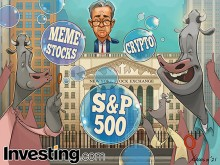 MEME
STOCKS
CRYPTO
NEW YORK STOCK EXCHANGE
S&P
500
Investing.com